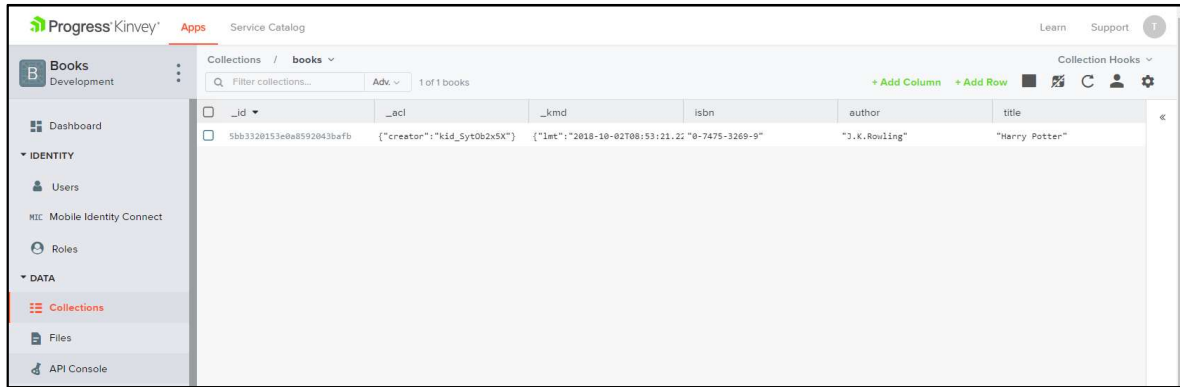 Progress Kinvey Apps Service Catalog Learn Support T
B Books
Development
Collections / books Collection Hooks
Filter collections... Adv. 1 of 1 books + Add Column + Add Row
_id _acl _kmd isbn author title
5bb3320153e0a8592043bafb {"creator":"kid_SytOb2x5X"} {"lmt":"2018-10-02T08:53:21.22 "0-7475-3269-9" "J.K.Rowling" "Harry Potter"
Dashboard
IDENTITY
Users
MIC Mobile Identity Connect
Roles
DATA
Collections
Files
API Console